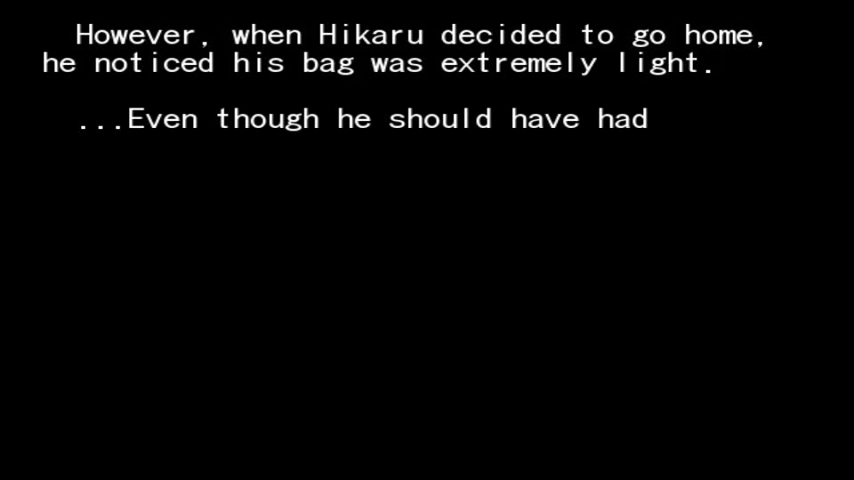 However, when Hikaru decided to go home,
he noticed his bag was extremely light.
...Even though he should have had